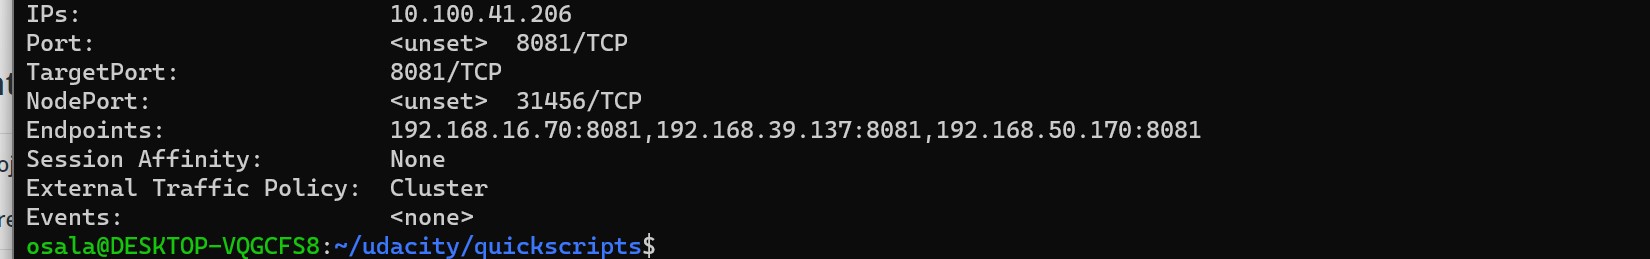 IPs: 10.100.41.206
Port: <unset> 8081/TCP
TargetPort: 8081/TCP
NodePort: <unset> 31456/TCP
Endpoints: 192.168.16.70:8081,192.168.39.137:8081,192.168.50.170:8081
Session Affinity: None
External Traffic Policy: Cluster
Events: <none>
osala@DESKTOP-VQGCFS8:~/udacity/quickscripts$